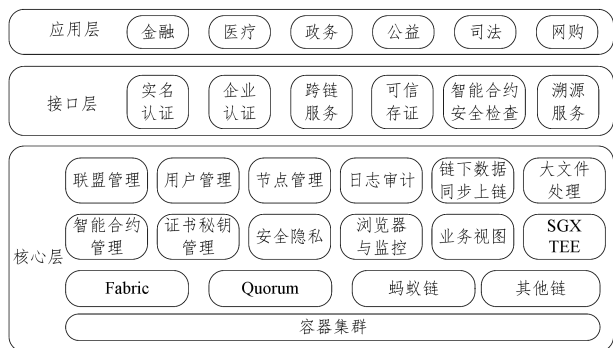 应用层 金融 医疗 政务 公益 司法 网购
接口层
实名 企业 跨链 可信 智能合约 溯源
认证 认证 服务 存证 安全检查 服务
核心层
联盟管理 用户管理 节点管理 日志审计 链下数据 大文件
同步上链 处理
智能合约 证书秘钥 安全隐私 浏览器 业务视图 SGX
管理 管理 与监控 TEE
Fabric Quorum 蚂蚁链 其他链
容器集群